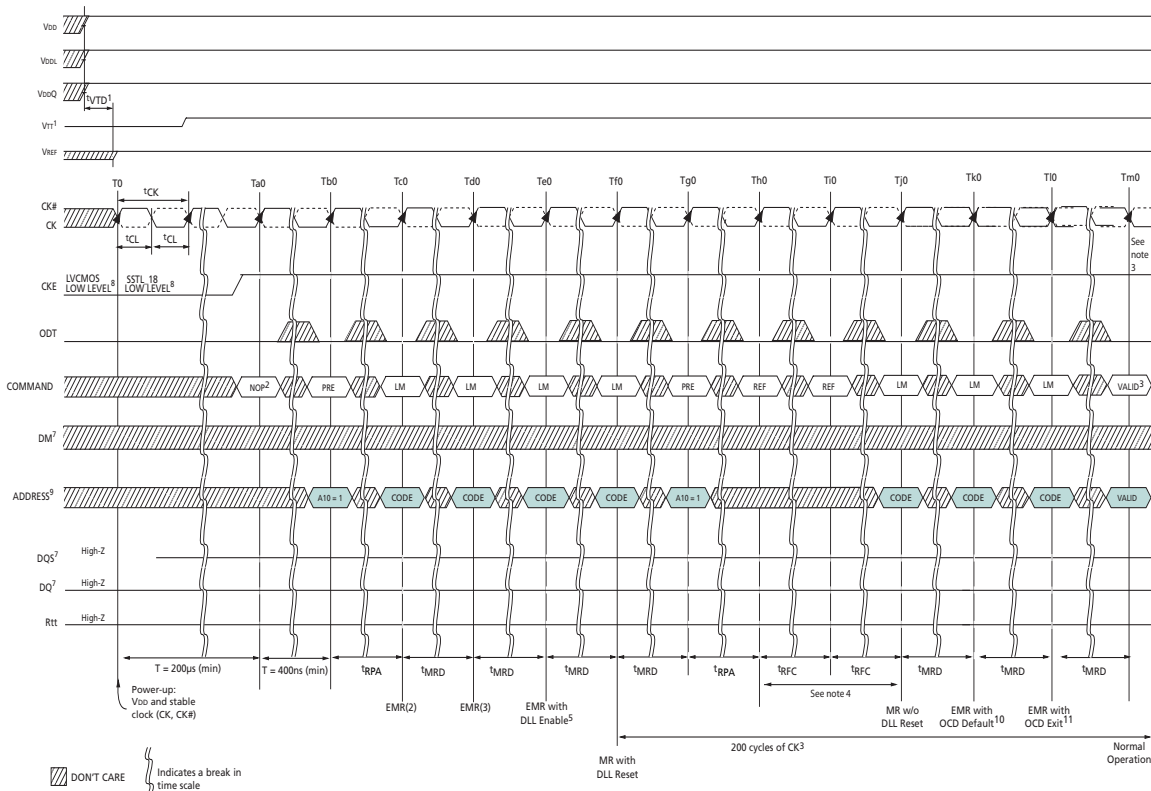 VDD
VDDL
VDDQ
tVTD1
VTT1
VREF
T0 Ta0 Tb0 Tc0 Td0 Te0 Tf0 Tg0 Th0 Ti0 Tj0 Tk0 Tl0 Tm0
tCK
CK#
CK
tCL tCL
See
note
3
CKE
LVCMOS
LOW LEVEL8
SSTL_18
LOW LEVEL8
ODT
COMMAND NOP2 PRE LM LM LM LM PRE REF REF LM LM LM VALID3
DM7
ADDRESS9 A10 = 1 CODE CODE CODE CODE A10 = 1 CODE CODE CODE VALID
DQS7 High-Z
DQ7 High-Z
Rtt High-Z
T = 200µs (min) T = 400ns (min) tRPA tMRD tMRD tMRD tMRD tRPA tRFC tRFC tMRD tMRD tMRD
See note 4
Power-up:
VDD and stable
clock (CK, CK#)
EMR(2)
EMR(3)
EMR with
DLL Enable5
MR w/o
DLL Reset
EMR with
OCD Default10
EMR with
OCD Exit11
200 cycles of CK3
Normal
Operation
MR with
DLL Reset
DON'T CARE
Indicates a break in
time scale